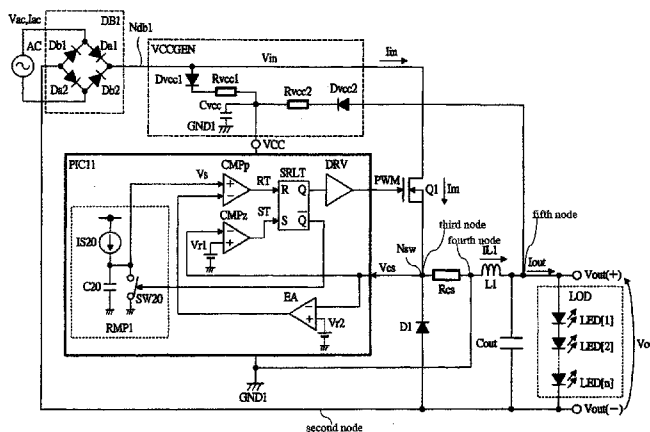 Vac,Iac
DB1
Ndb1
AC
Db1
Da1
Da2
Db2
VCCGEN
Vin
Iin
Dvcc1
Rvcc1
Rvcc2
Dvcc2
Cvcc
GND1
VCC
PIC11
CMPp
SRLT
DRV
Vs
RT
R
Q
PWM
Q1
Im
CMPz
ST
S
Q
third node
fourth node
fifth node
IS20
Vr1
Nsw
IL1
Iout
Vcs
Rcs
L1
Vout(+)
C20
SW20
EA
LOD
RMP1
Vr2
D1
Cout
LED[1]
LED[2]
LED[n]
Vo
GND1
Vout(−)
second node